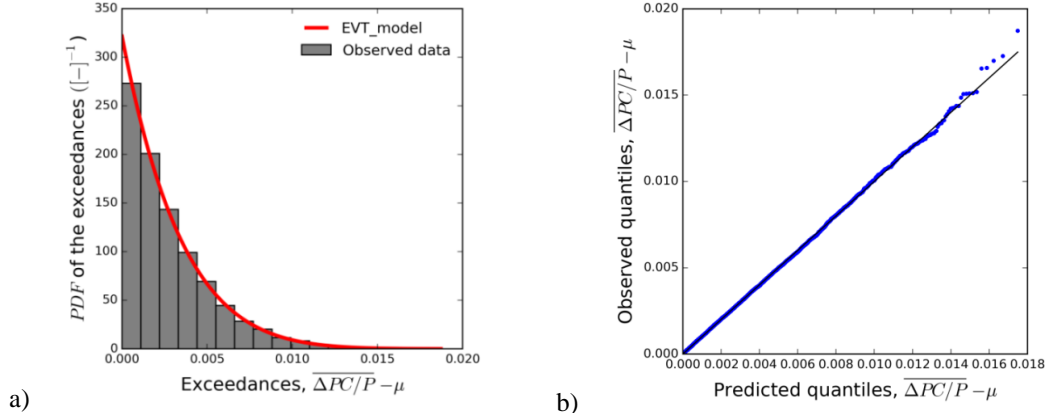 350
300
250
200
150
100
50
0
0.000 0.005 0.010 0.015 0.020
PDF of the exceedances ([−]⁻¹)
EVT_model
Observed data
Exceedances, \overline{ΔPC/P} − μ
a)
0.020
0.015
0.010
0.005
0.000
0.000 0.002 0.004 0.006 0.008 0.010 0.012 0.014 0.016 0.018
Observed quantiles, \overline{ΔPC/P} − μ
Predicted quantiles, \overline{ΔPC/P} − μ
b)